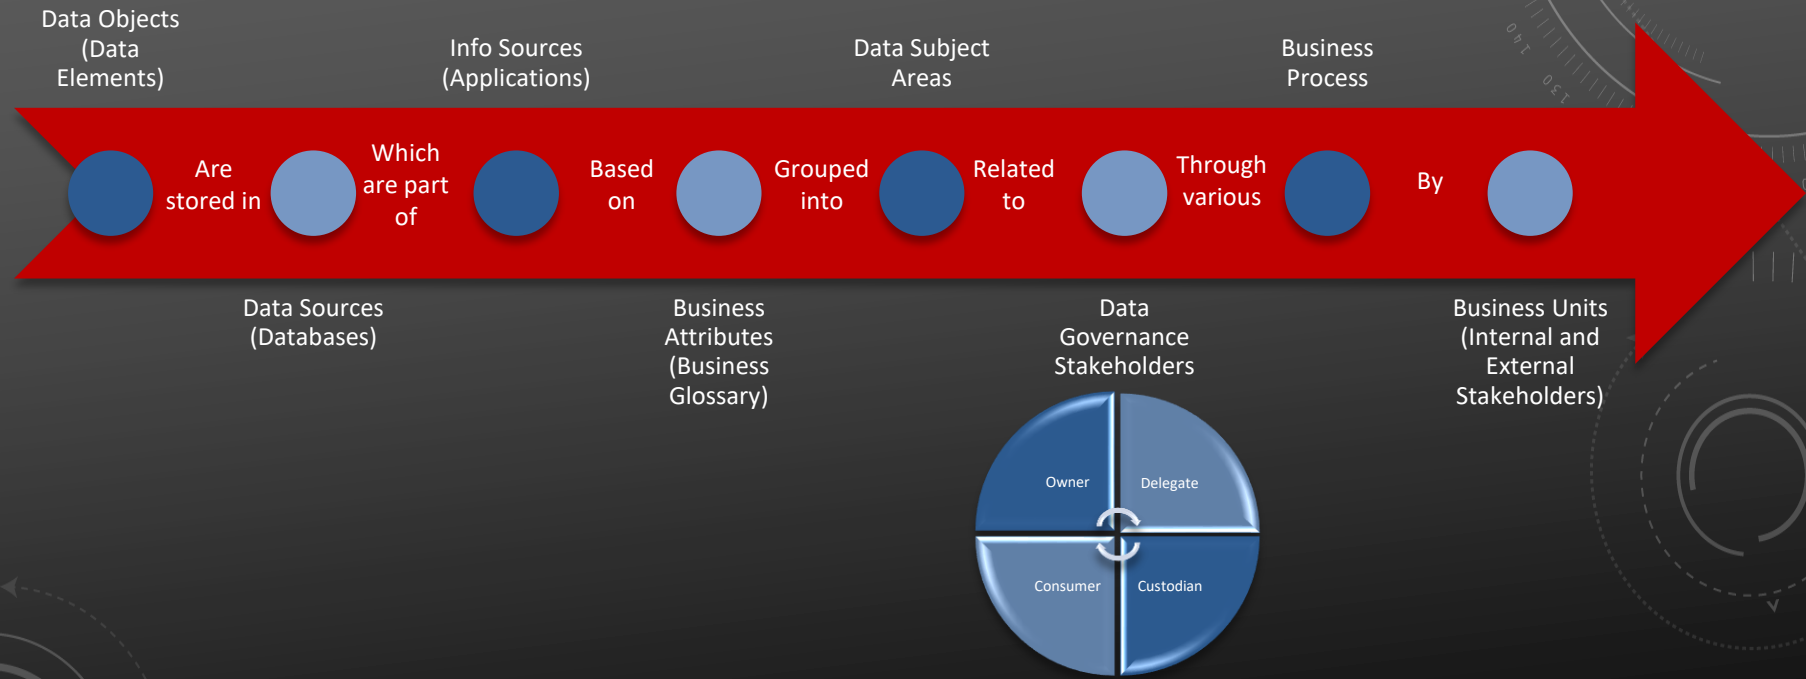 Data Objects
(Data
Elements)
Info Sources
(Applications)
Data Subject
Areas
Business
Process
140
130
Are
stored in
Which
are part
of
Based
on
Grouped
into
Related
to
Through
various
By
Data Sources
(Databases)
Business
Attributes
(Business
Glossary)
Data
Governance
Stakeholders
Business Units
(Internal and
External
Stakeholders)
Owner
Delegate
Consumer
Custodian